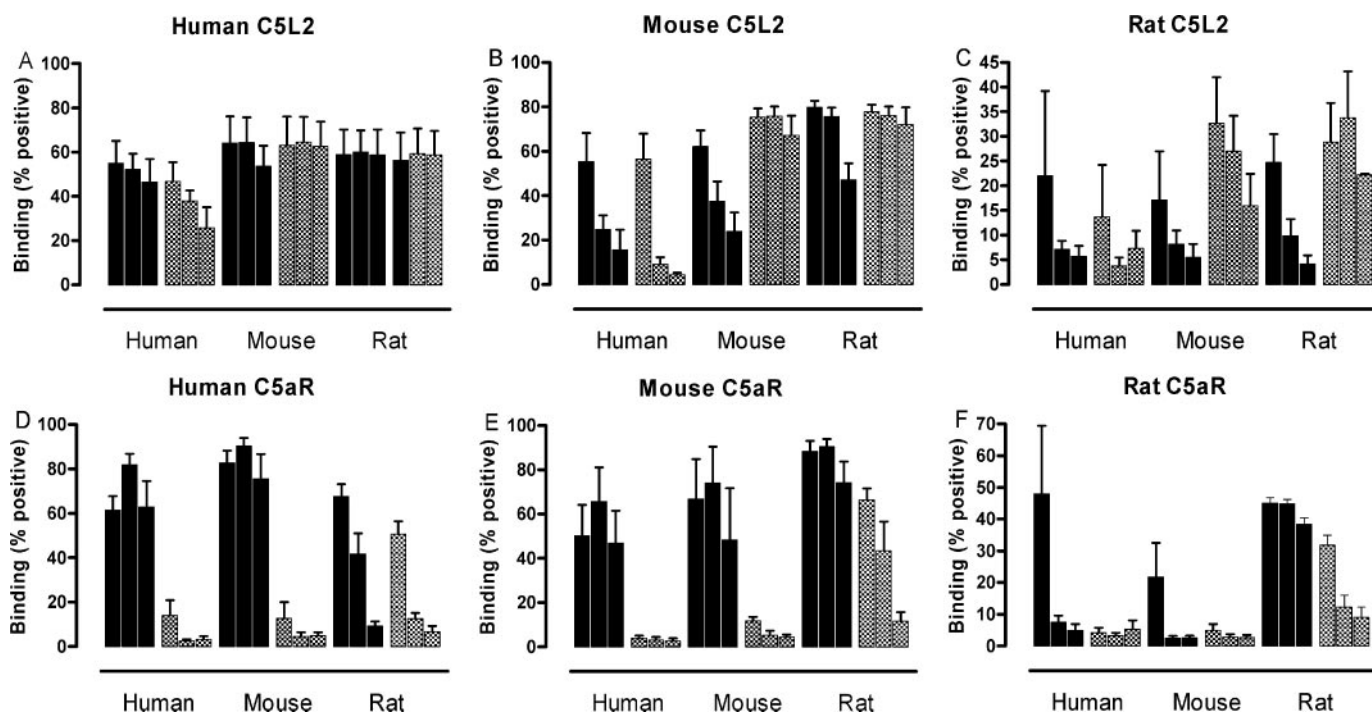 Human C5L2
Mouse C5L2
Rat C5L2
A
B
C
Binding (% positive)
100
80
60
40
20
0
Binding (% positive)
100
80
60
40
20
0
Binding (% positive)
45
40
35
30
25
20
15
10
5
0
Human Mouse Rat
Human Mouse Rat
Human Mouse Rat
Human C5aR
Mouse C5aR
Rat C5aR
D
E
F
Binding (% positive)
100
80
60
40
20
0
Binding (% positive)
100
80
60
40
20
0
Binding (% positive)
70
60
50
40
30
20
10
0
Human Mouse Rat
Human Mouse Rat
Human Mouse Rat